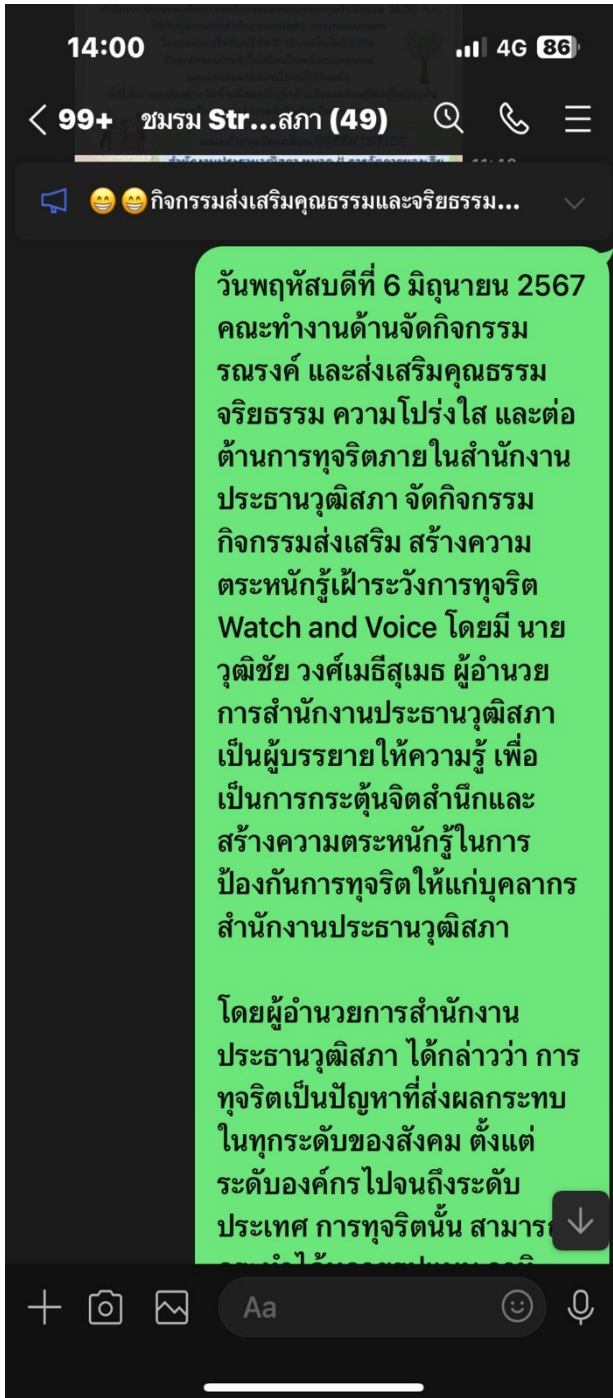 14:00
4G 86
99+ ชมรม Str...สภา (49)
GREEN OFFICE
😁😁กิจกรรมส่งเสริมคุณธรรมและจริยธรรม...
วันพฤหัสบดีที่ 6 มิถุนายน 2567
คณะทำงานด้านจัดกิจกรรม
รณรงค์ และส่งเสริมคุณธรรม
จริยธรรม ความโปร่งใส และต่อ
ต้านการทุจริตภายในสำนักงาน
ประธานวุฒิสภา จัดกิจกรรม
กิจกรรมส่งเสริม สร้างความ
ตระหนักรู้เฝ้าระวังการทุจริต
Watch and Voice โดยมี นาย
วุฒิชัย วงศ์เมธีสุเมธ ผู้อำนวย
การสำนักงานประธานวุฒิสภา
เป็นผู้บรรยายให้ความรู้ เพื่อ
เป็นการกระตุ้นจิตสำนึกและ
สร้างความตระหนักรู้ในการ
ป้องกันการทุจริตให้แก่บุคลากร
สำนักงานประธานวุฒิสภา
โดยผู้อำนวยการสำนักงาน
ประธานวุฒิสภา ได้กล่าวว่า การ
ทุจริตเป็นปัญหาที่ส่งผลกระทบ
ในทุกระดับของสังคม ตั้งแต่
ระดับองค์กรไปจนถึงระดับ
ประเทศ การทุจริตนั้น
Aa